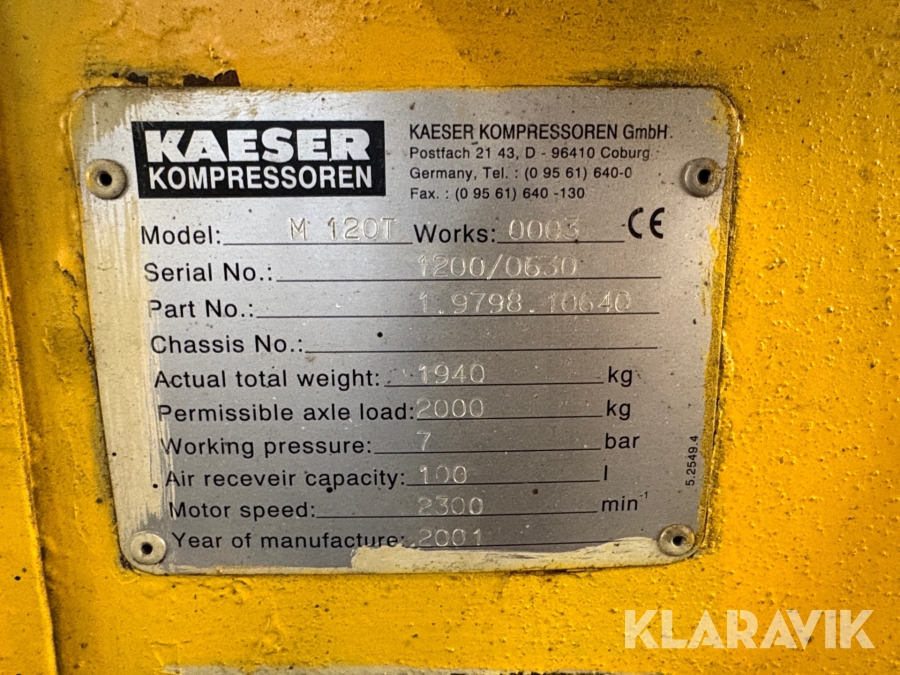 KAESER
KOMPRESSOREN
KAESER KOMPRESSOREN GmbH
Postfach 21 43, D - 96410 Coburg
Germany, Tel. : (0 95 61) 640-0
Fax. : (0 95 61) 640 -130
Model: M 120T Works: 0003 CE
Serial No.: 1200/0630
Part No.: 1.9798.10640
Chassis No.:
Actual total weight: 1940 kg
Permissible axle load: 2000 kg
Working pressure: 7 bar
Air receveir capacity: 100 l
Motor speed: 2300 min⁻¹
Year of manufacture: 2001
5.2549.4
KLARAVIK